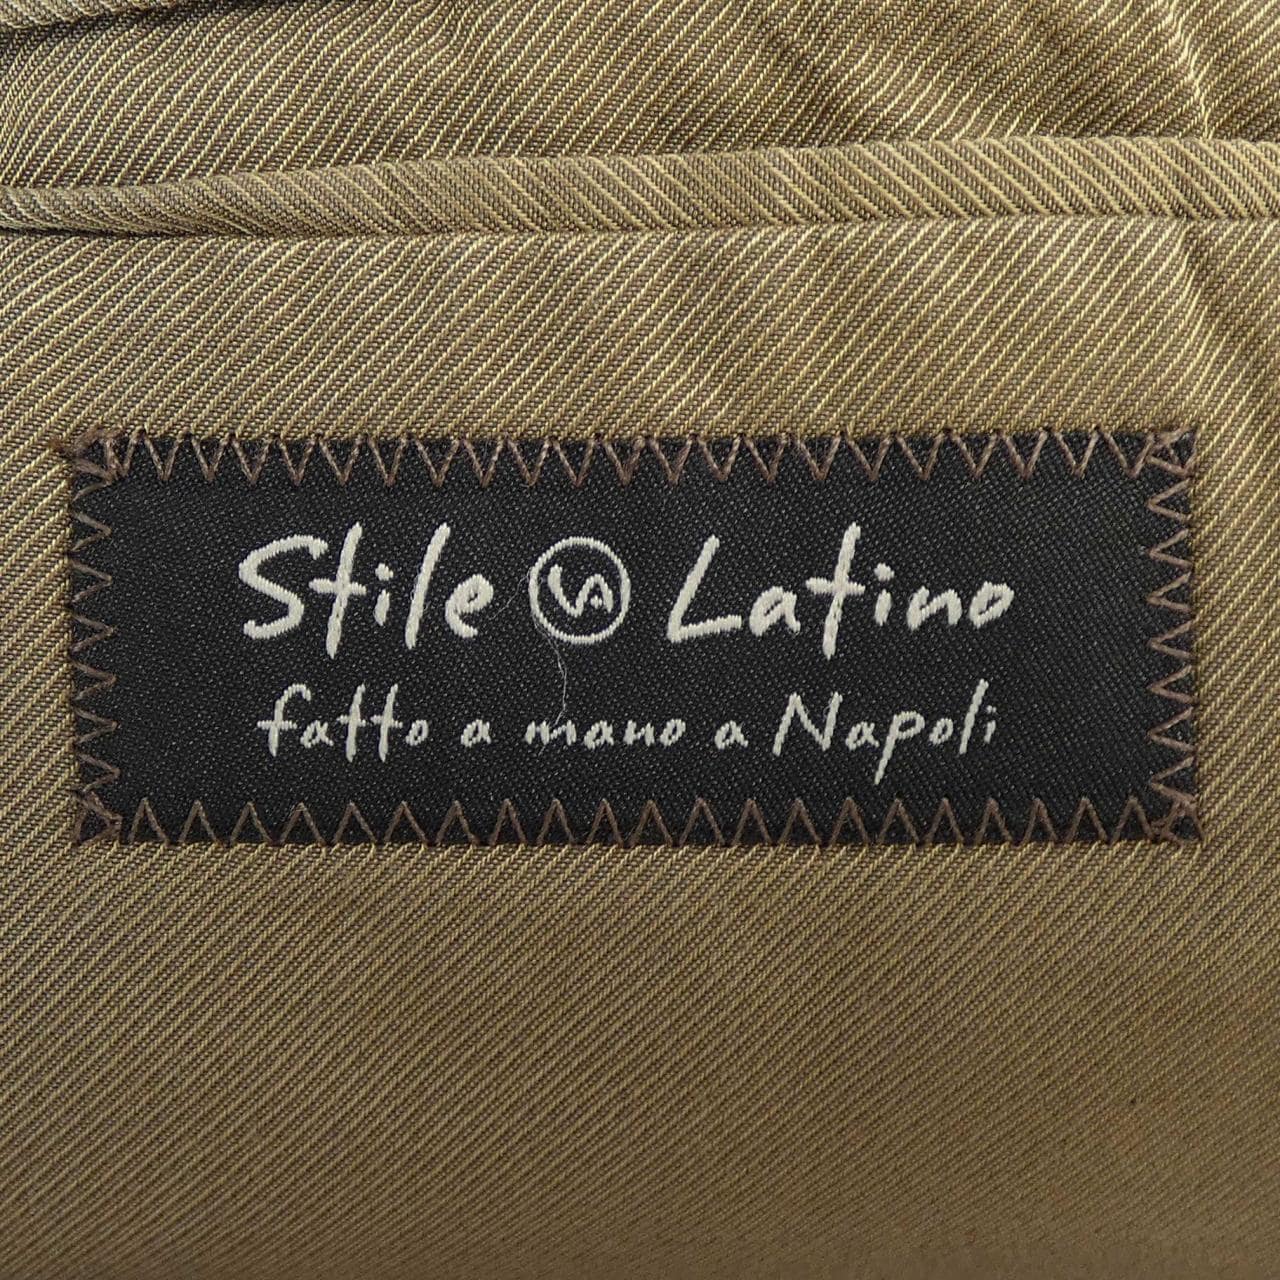 Stile Latino
fatto a mano a Napoli